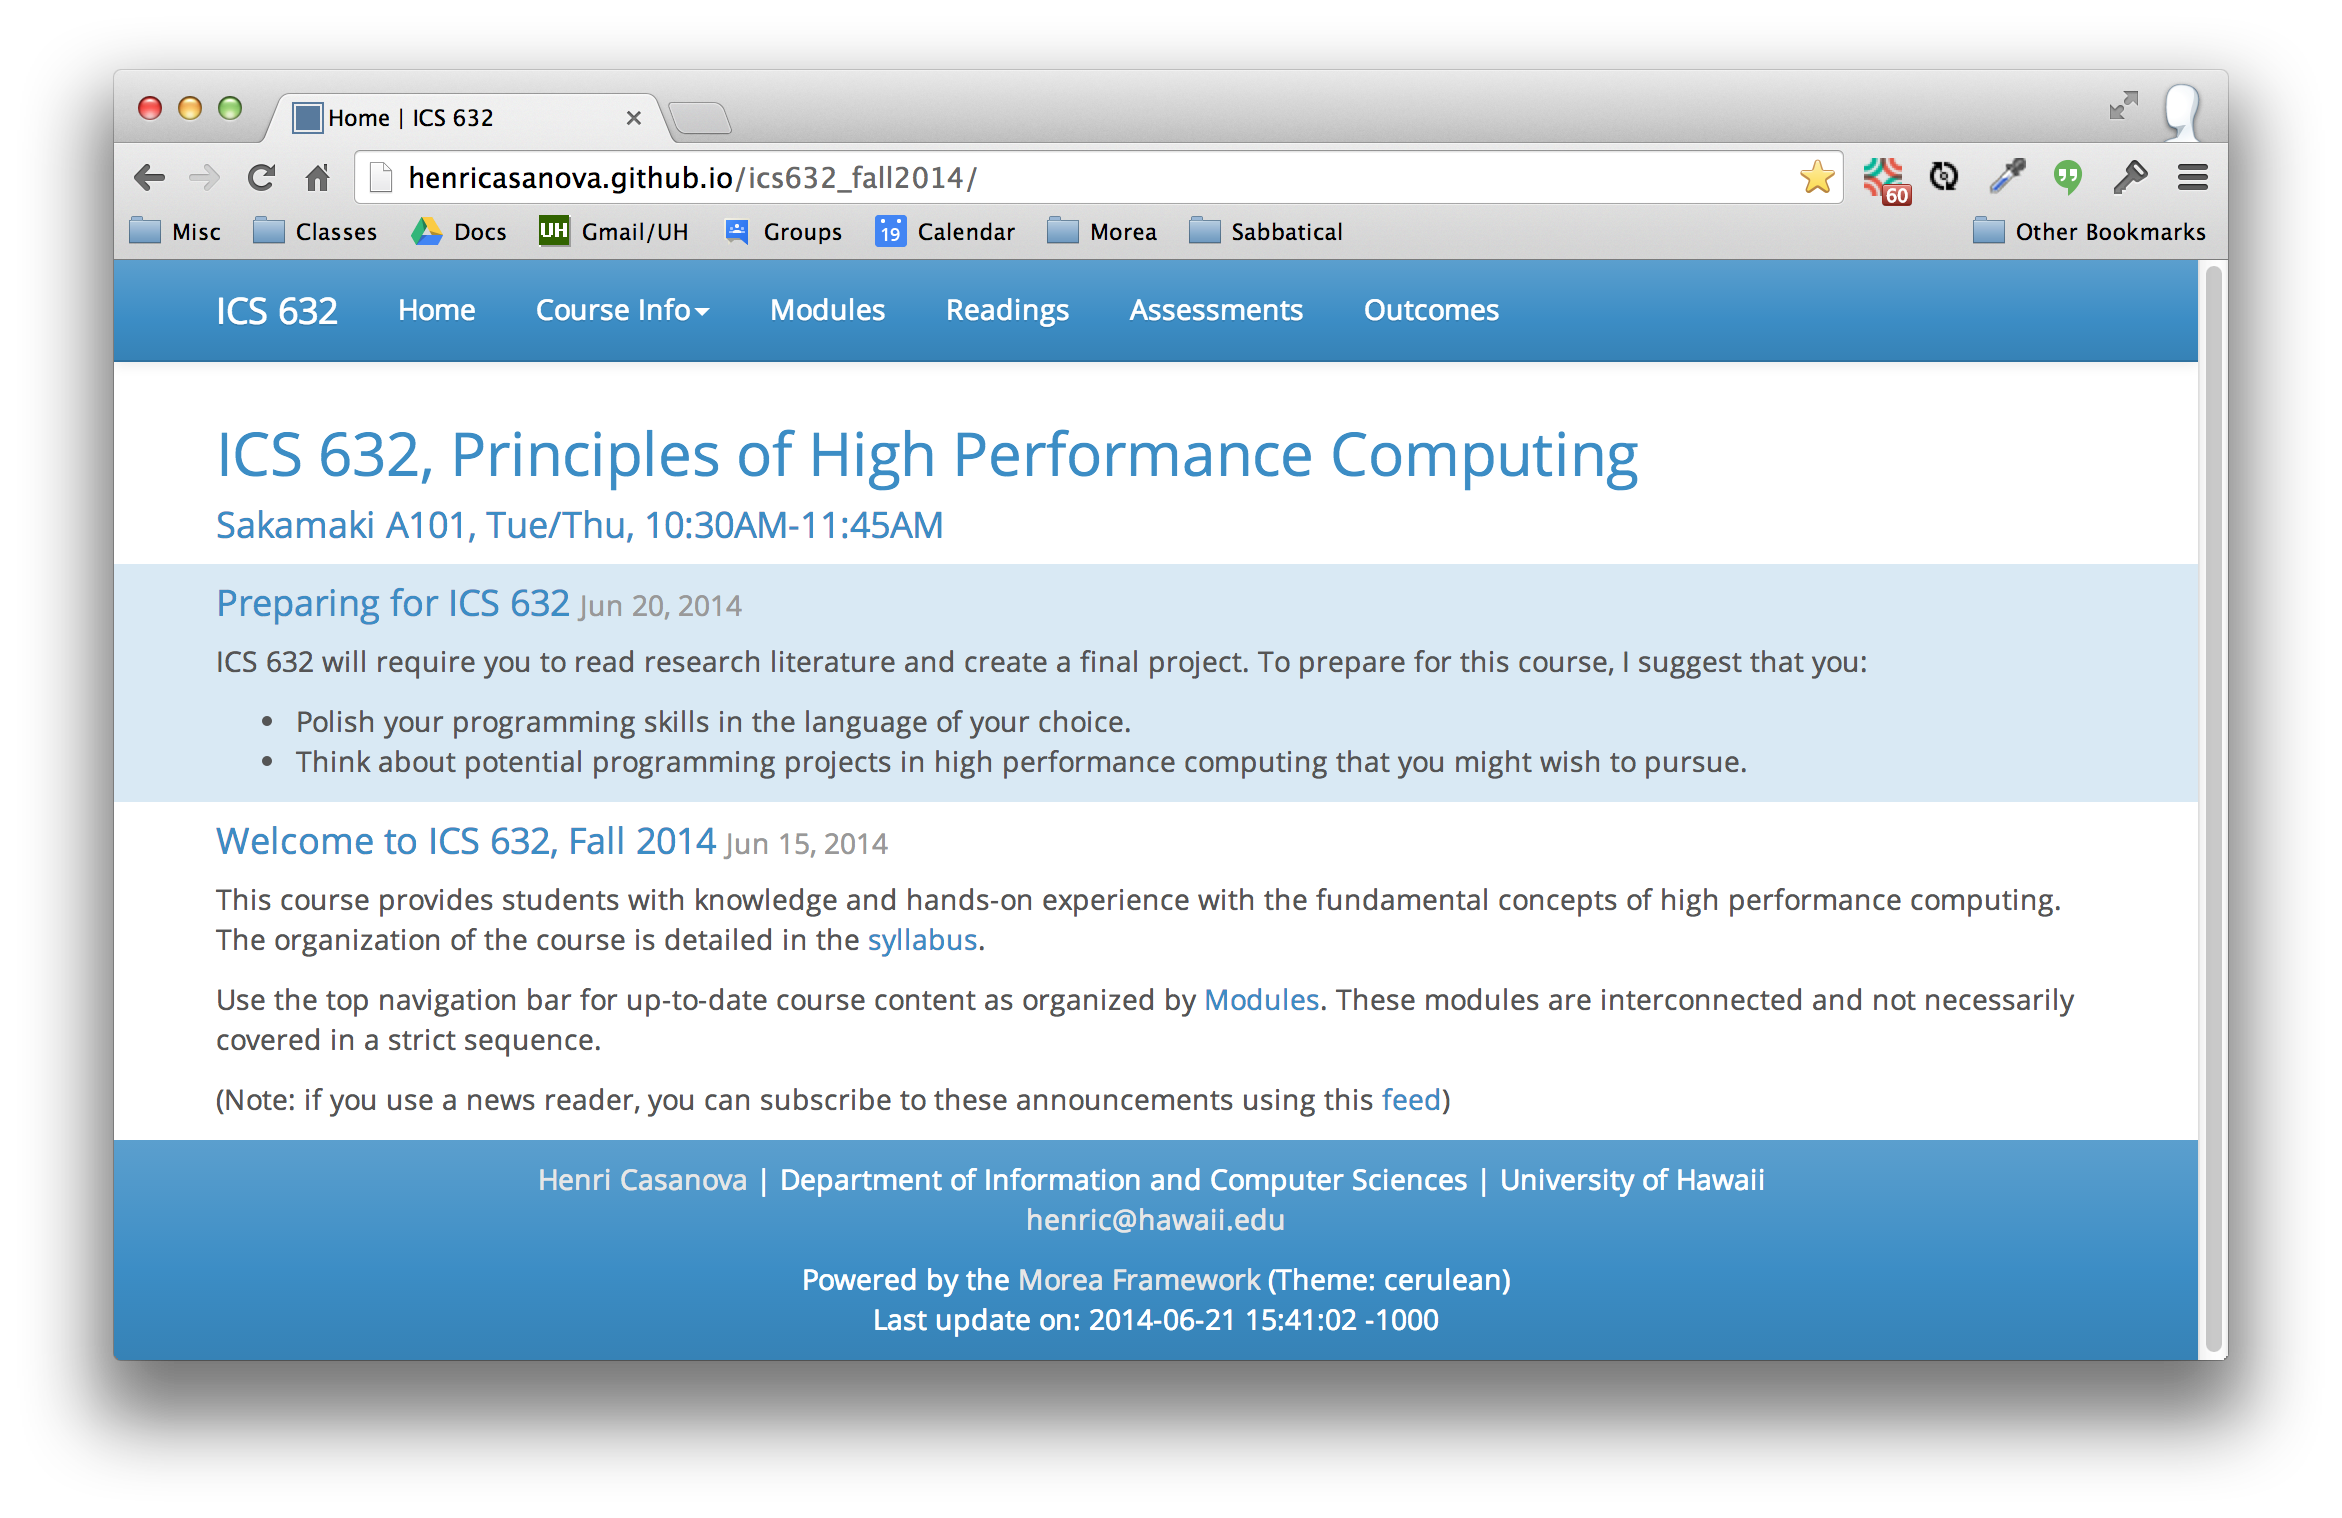 Home | ICS 632
henricasanova.github.io/ics632_fall2014/
60
Misc Classes Docs UH Gmail/UH Groups 19 Calendar Morea Sabbatical Other Bookmarks
ICS 632 Home Course Info Modules Readings Assessments Outcomes
ICS 632, Principles of High Performance Computing
Sakamaki A101, Tue/Thu, 10:30AM-11:45AM
Preparing for ICS 632 Jun 20, 2014
ICS 632 will require you to read research literature and create a final project. To prepare for this course, I suggest that you:
• Polish your programming skills in the language of your choice.
• Think about potential programming projects in high performance computing that you might wish to pursue.
Welcome to ICS 632, Fall 2014 Jun 15, 2014
This course provides students with knowledge and hands-on experience with the fundamental concepts of high performance computing.
The organization of the course is detailed in the syllabus.
Use the top navigation bar for up-to-date course content as organized by Modules. These modules are interconnected and not necessarily
covered in a strict sequence.
(Note: if you use a news reader, you can subscribe to these announcements using this feed)
Henri Casanova | Department of Information and Computer Sciences | University of Hawaii
henric@hawaii.edu
Powered by the Morea Framework (Theme: cerulean)
Last update on: 2014-06-21 15:41:02 -1000